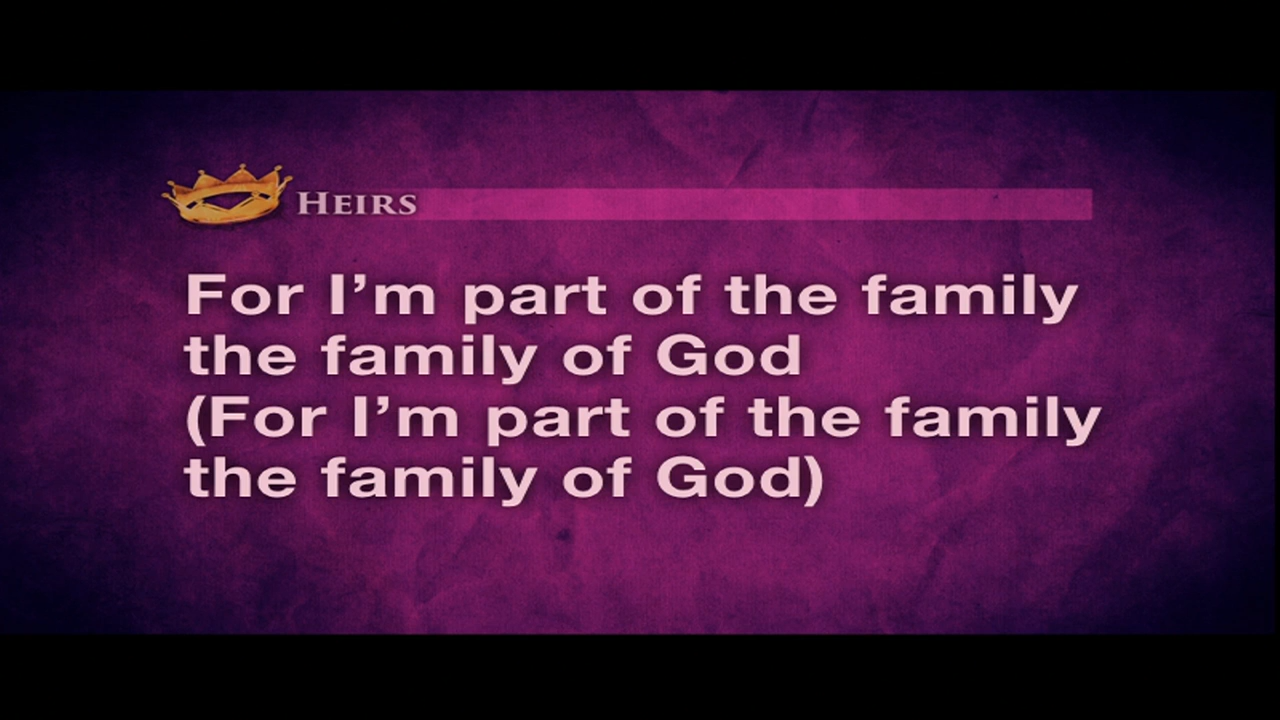 Heirs
For I’m part of the family
the family of God
(For I’m part of the family
the family of God)